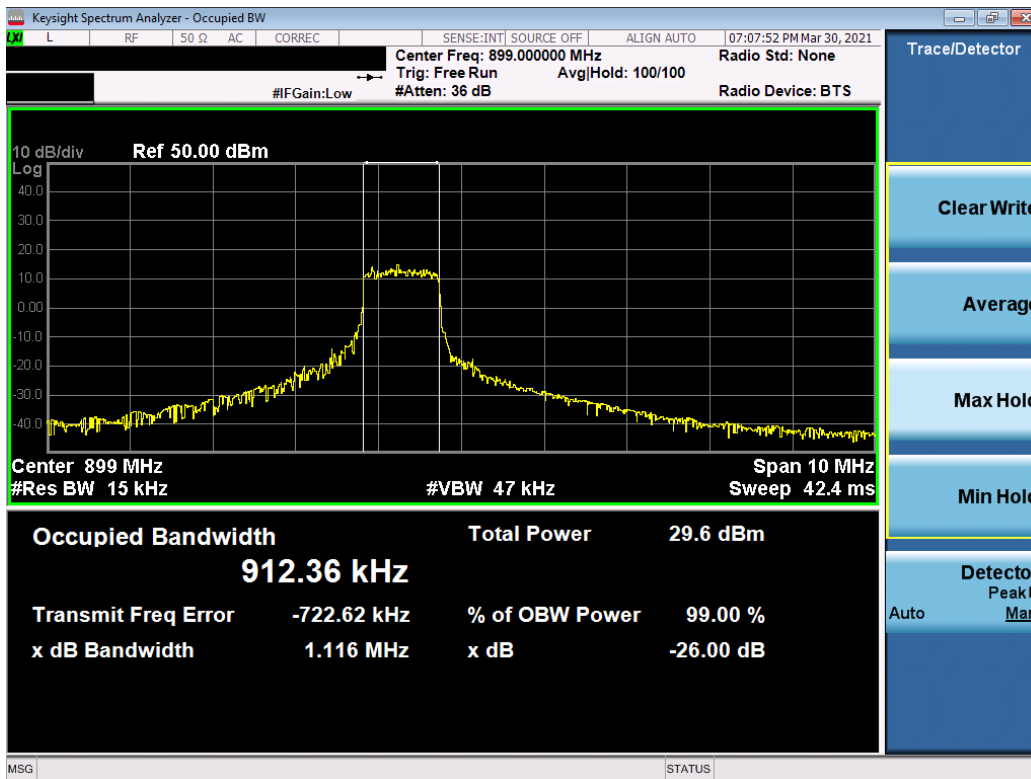 Keysight Spectrum Analyzer - Occupied BW
LXI L RF 50 Ω AC CORREC SENSE:INT SOURCE OFF ALIGN AUTO 07:07:52 PM Mar 30, 2021
Center Freq: 899.000000 MHz Radio Std: None
Trig: Free Run Avg|Hold: 100/100
#IFGain:Low #Atten: 36 dB Radio Device: BTS
10 dB/div Ref 50.00 dBm
Log
40.0
30.0
20.0
10.0
0.00
-10.0
-20.0
-30.0
-40.0
Center 899 MHz Span 10 MHz
#Res BW 15 kHz #VBW 47 kHz Sweep 42.4 ms
Occupied Bandwidth Total Power 29.6 dBm
912.36 kHz
Transmit Freq Error -722.62 kHz % of OBW Power 99.00 %
x dB Bandwidth 1.116 MHz x dB -26.00 dB
MSG STATUS
Trace/Detector
Clear Write
Average
Max Hold
Min Hold
Detecto
Peak
Auto Ma